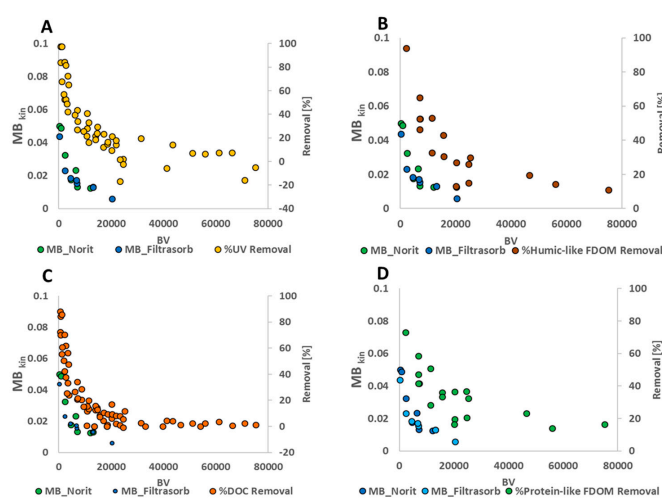 A
0.1
0.08
0.06
0.04
0.02
0
MB kin
100
80
60
40
20
0
-20
-40
Removal [%]
0 20000 40000 60000 80000
BV
MB_Norit MB_Filtrasorb %UV Removal
B
0.1
0.08
0.06
0.04
0.02
0
MB kin
100
80
60
40
20
0
Removal [%]
0 20000 40000 60000 80000
BV
MB_Norit MB_Filtrasorb %Humic-like FDOM Removal
C
0.1
0.08
0.06
0.04
0.02
0
MB kin
100
80
60
40
20
0
-20
Removal [%]
0 20000 40000 60000 80000
BV
MB_Norit MB_Filtrasorb %DOC Removal
D
0.1
0.08
0.06
0.04
0.02
0
MB kin
100
80
60
40
20
0
Removal [%]
0 20000 40000 60000 80000
BV
MB_Norit MB_Filtrasorb %Protein-like FDOM Removal